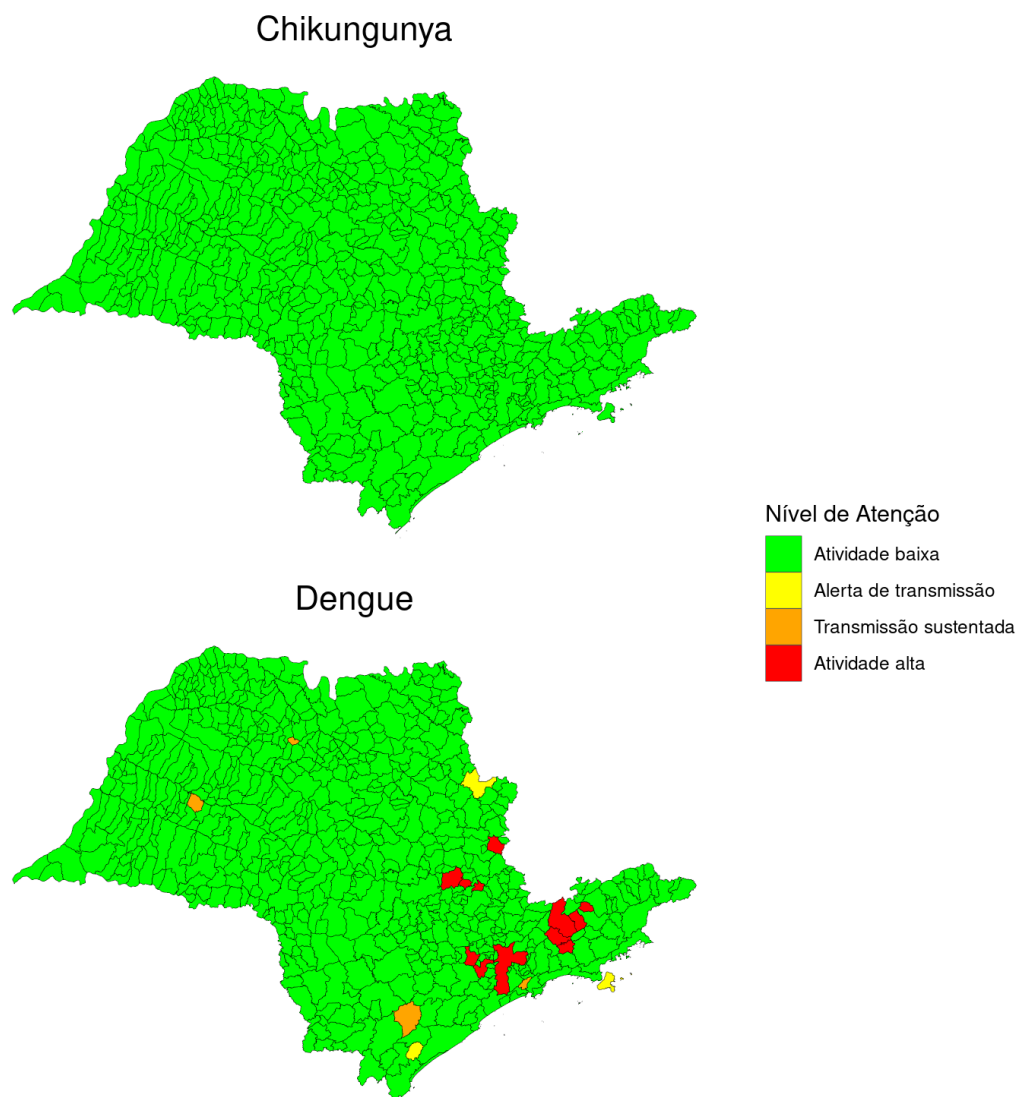 Chikungunya
Nível de Atenção
Atividade baixa
Alerta de transmissão
Transmissão sustentada
Atividade alta
Dengue